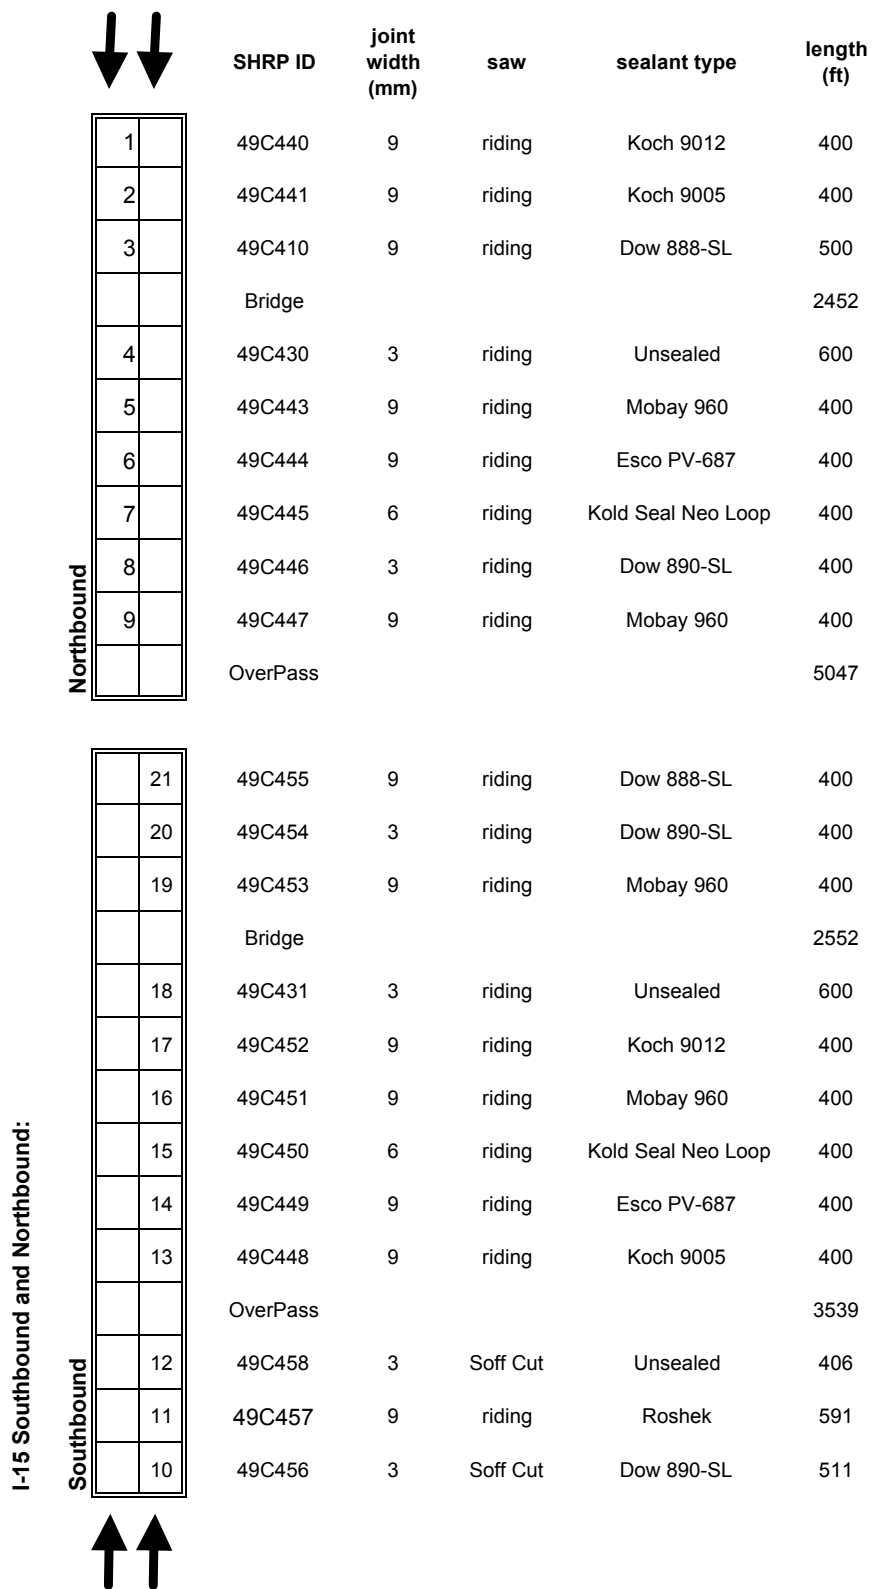 SHRP ID joint width (mm) saw sealant type length (ft)
1 49C440 9 riding Koch 9012 400
2 49C441 9 riding Koch 9005 400
3 49C410 9 riding Dow 888-SL 500
Bridge 2452
4 49C430 3 riding Unsealed 600
5 49C443 9 riding Mobay 960 400
6 49C444 9 riding Esco PV-687 400
7 49C445 6 riding Kold Seal Neo Loop 400
8 49C446 3 riding Dow 890-SL 400
9 49C447 9 riding Mobay 960 400
OverPass 5047
Northbound
21 49C455 9 riding Dow 888-SL 400
20 49C454 3 riding Dow 890-SL 400
19 49C453 9 riding Mobay 960 400
Bridge 2552
18 49C431 3 riding Unsealed 600
17 49C452 9 riding Koch 9012 400
16 49C451 9 riding Mobay 960 400
15 49C450 6 riding Kold Seal Neo Loop 400
14 49C449 9 riding Esco PV-687 400
13 49C448 9 riding Koch 9005 400
OverPass 3539
12 49C458 3 Soff Cut Unsealed 406
11 49C457 9 riding Roshek 591
10 49C456 3 Soff Cut Dow 890-SL 511
Southbound
I-15 Southbound and Northbound: